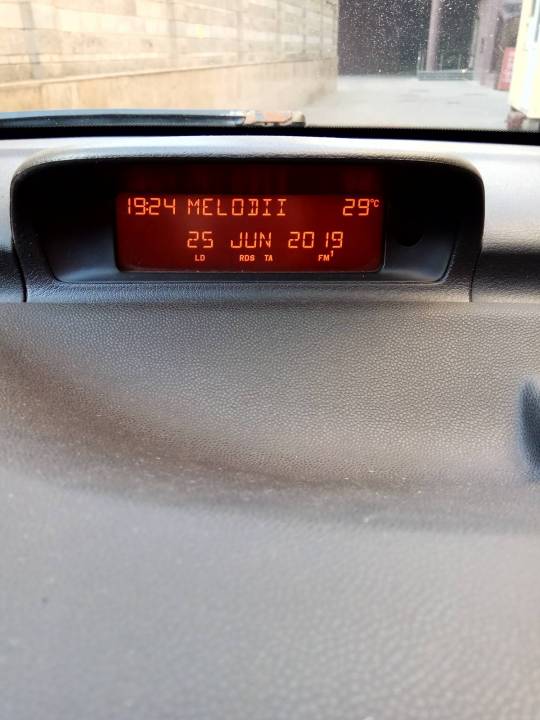 19:24 MELODII 29°C
25 JUN 2019
LD RDS TA FM1